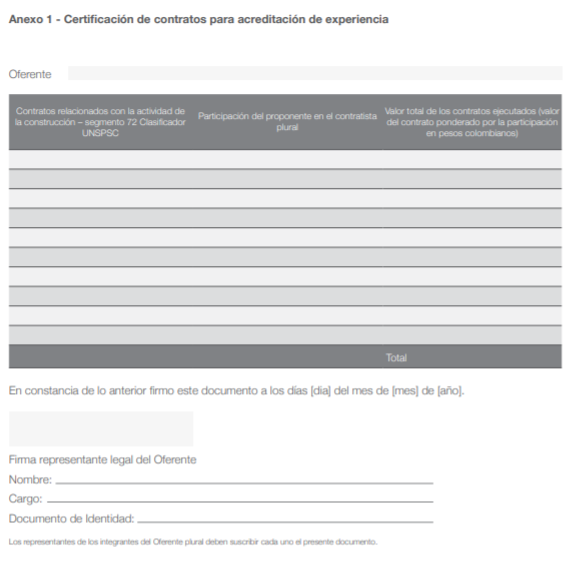 Anexo 1 - Certificación de contratos para acreditación de experiencia
Oferente
Contratos relacionados con la actividad de
la construcción – segmento 72 Clasificador
UNSPSC
Participación del proponente en el contratista
plural
Valor total de los contratos ejecutados (valor
del contrato ponderado por la participación
en pesos colombianos)
Total
En constancia de lo anterior firmo este documento a los días [dia] del mes de [mes] de [año].
Firma representante legal del Oferente
Nombre:
Cargo:
Documento de Identidad:
Los representantes de los integrantes del Oferente plural deben suscribir cada uno el presente documento.